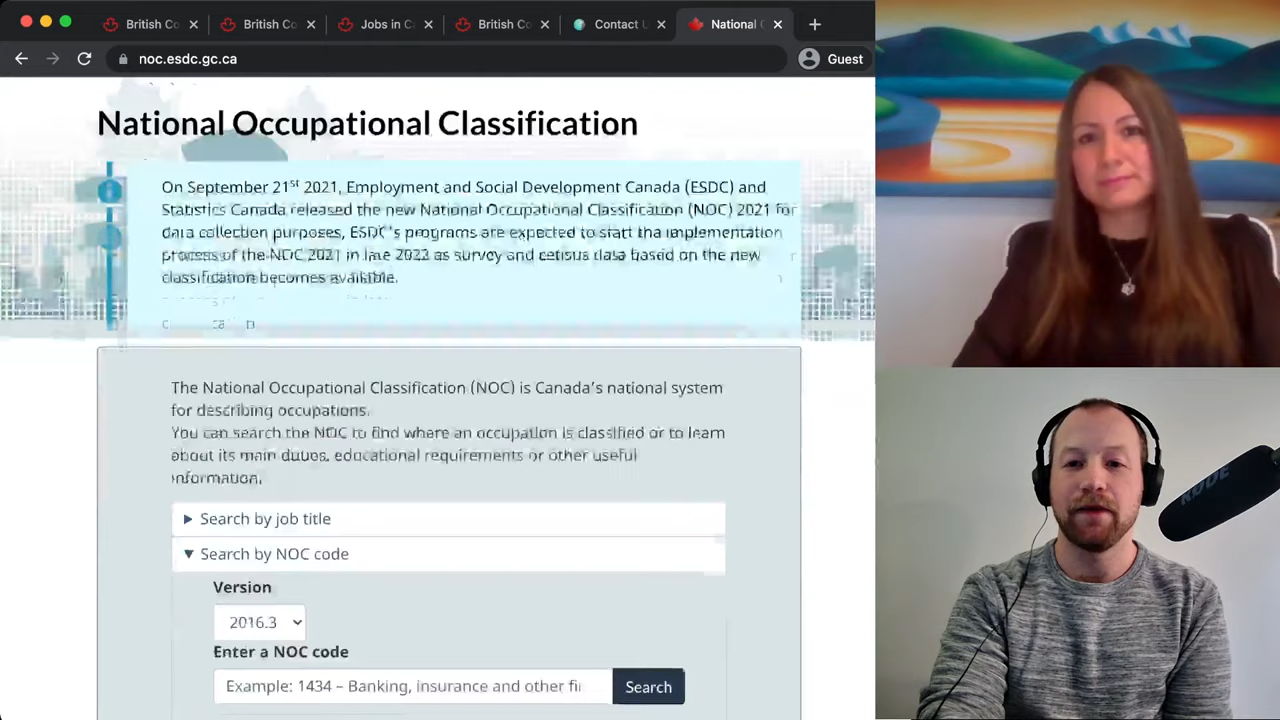 British Co
British Co
Jobs in C
British Co
Contact U
National
noc.esdc.gc.ca
Guest
National Occupational Classification
On September 21st 2021, Employment and Social Development Canada (ESDC) and
Statistics Canada released the new National Occupational Classification (NOC) 2021 for
data collection purposes, ESDC's programs are expected to start the implementation
process of the NOC 2021 in late 2022 as survey and census data based on the new
classification becomes available.
The National Occupational Classification (NOC) is Canada's national system
for describing occupations.
You can search the NOC to find where an occupation is classified or to learn
about its main duties, educational requirements or other useful
information.
Search by job title
Search by NOC code
Version
2016.3
Enter a NOC code
Example: 1434 – Banking, insurance and other fi
Search
RODE